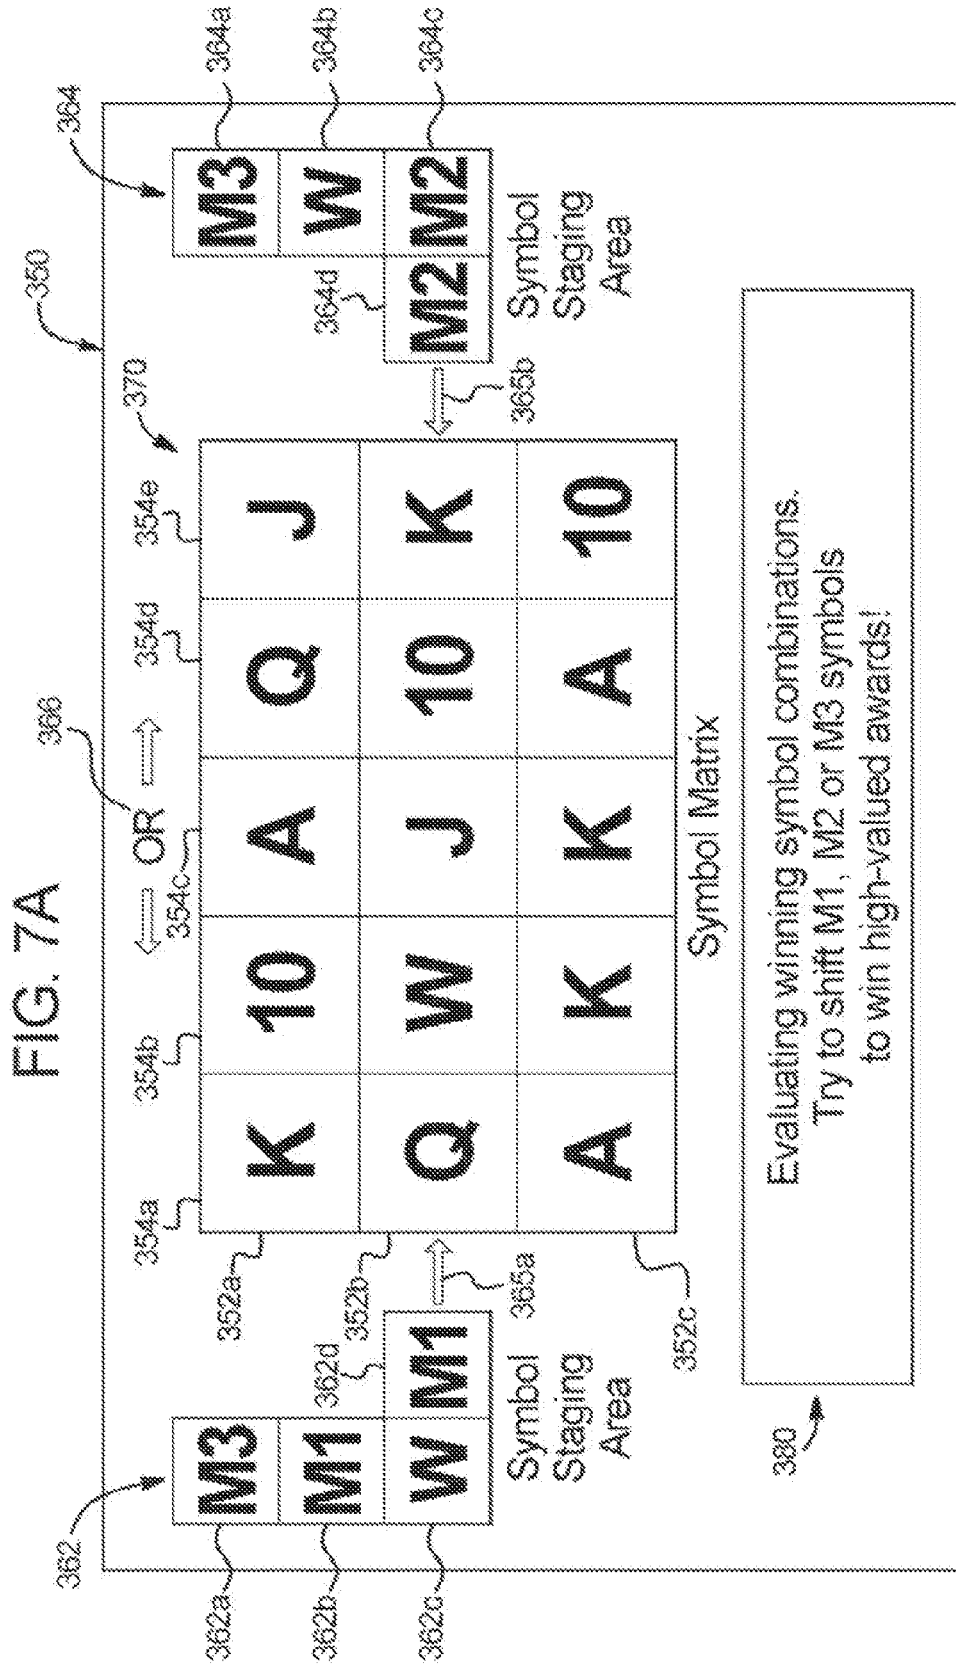 FIG. 7A
350
362
364
366
370
OR
354a
354b
354c
354d
354e
362a
362b
362c
362d
M3
M1
W M1
Symbol
Staging
Area
365a
352a
352b
352c
K 10 A Q J
Q W J 10 K
A K K A 10
Symbol Matrix
365b
364a
364b
364c
364d
M3
W
M2 M2
Symbol
Staging
Area
380
Evaluating winning symbol combinations.
Try to shift M1, M2 or M3 symbols
to win high-valued awards!